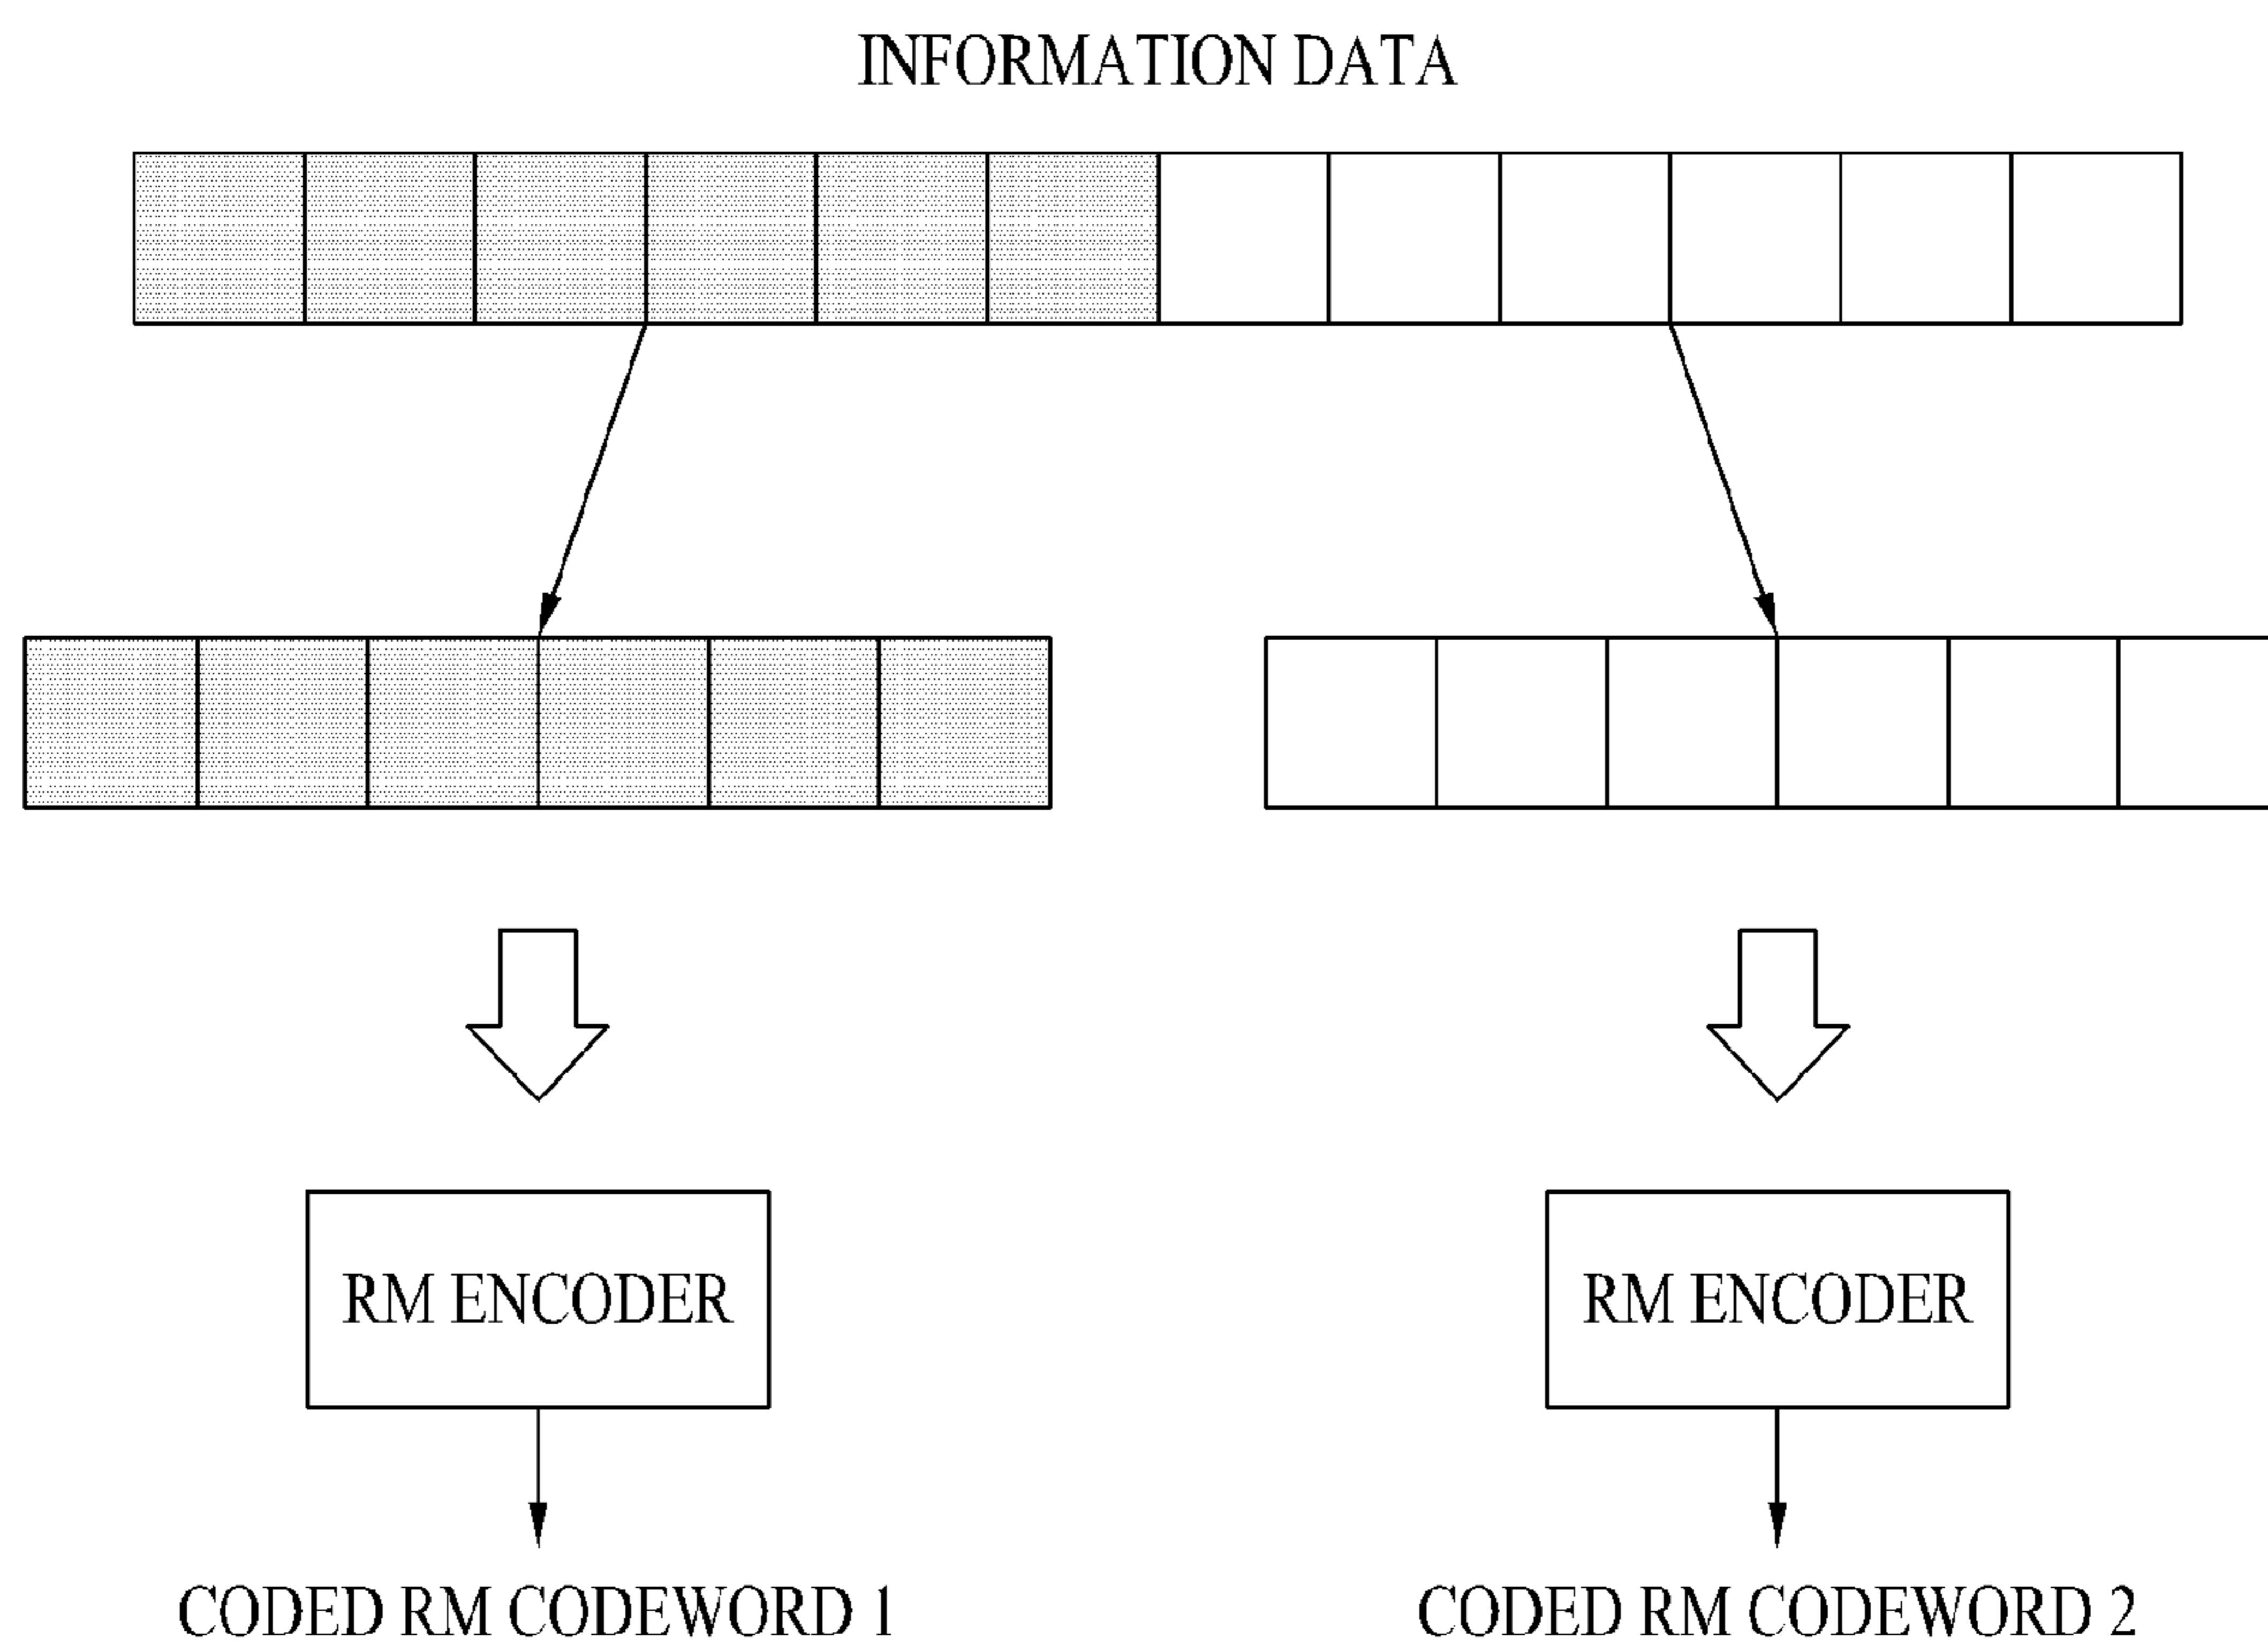 INFORMATION DATA
RM ENCODER
RM ENCODER
CODED RM CODEWORD 1
CODED RM CODEWORD 2